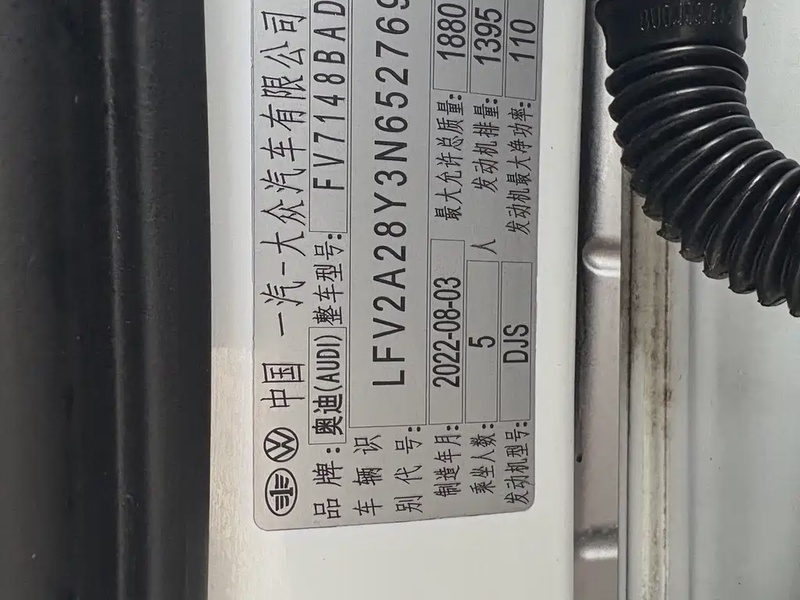 中国 一汽-大众汽车有限公司
品牌: 奥迪(AUDI) 整车型号: FV7148BAD
车辆识别代号: LFV2A28Y3N652769
制造年月: 2022-08-03 最大允许总质量: 1880
乘坐人数: 5 人 发动机排量: 1395
发动机型号: DJS 发动机最大净功率: 110